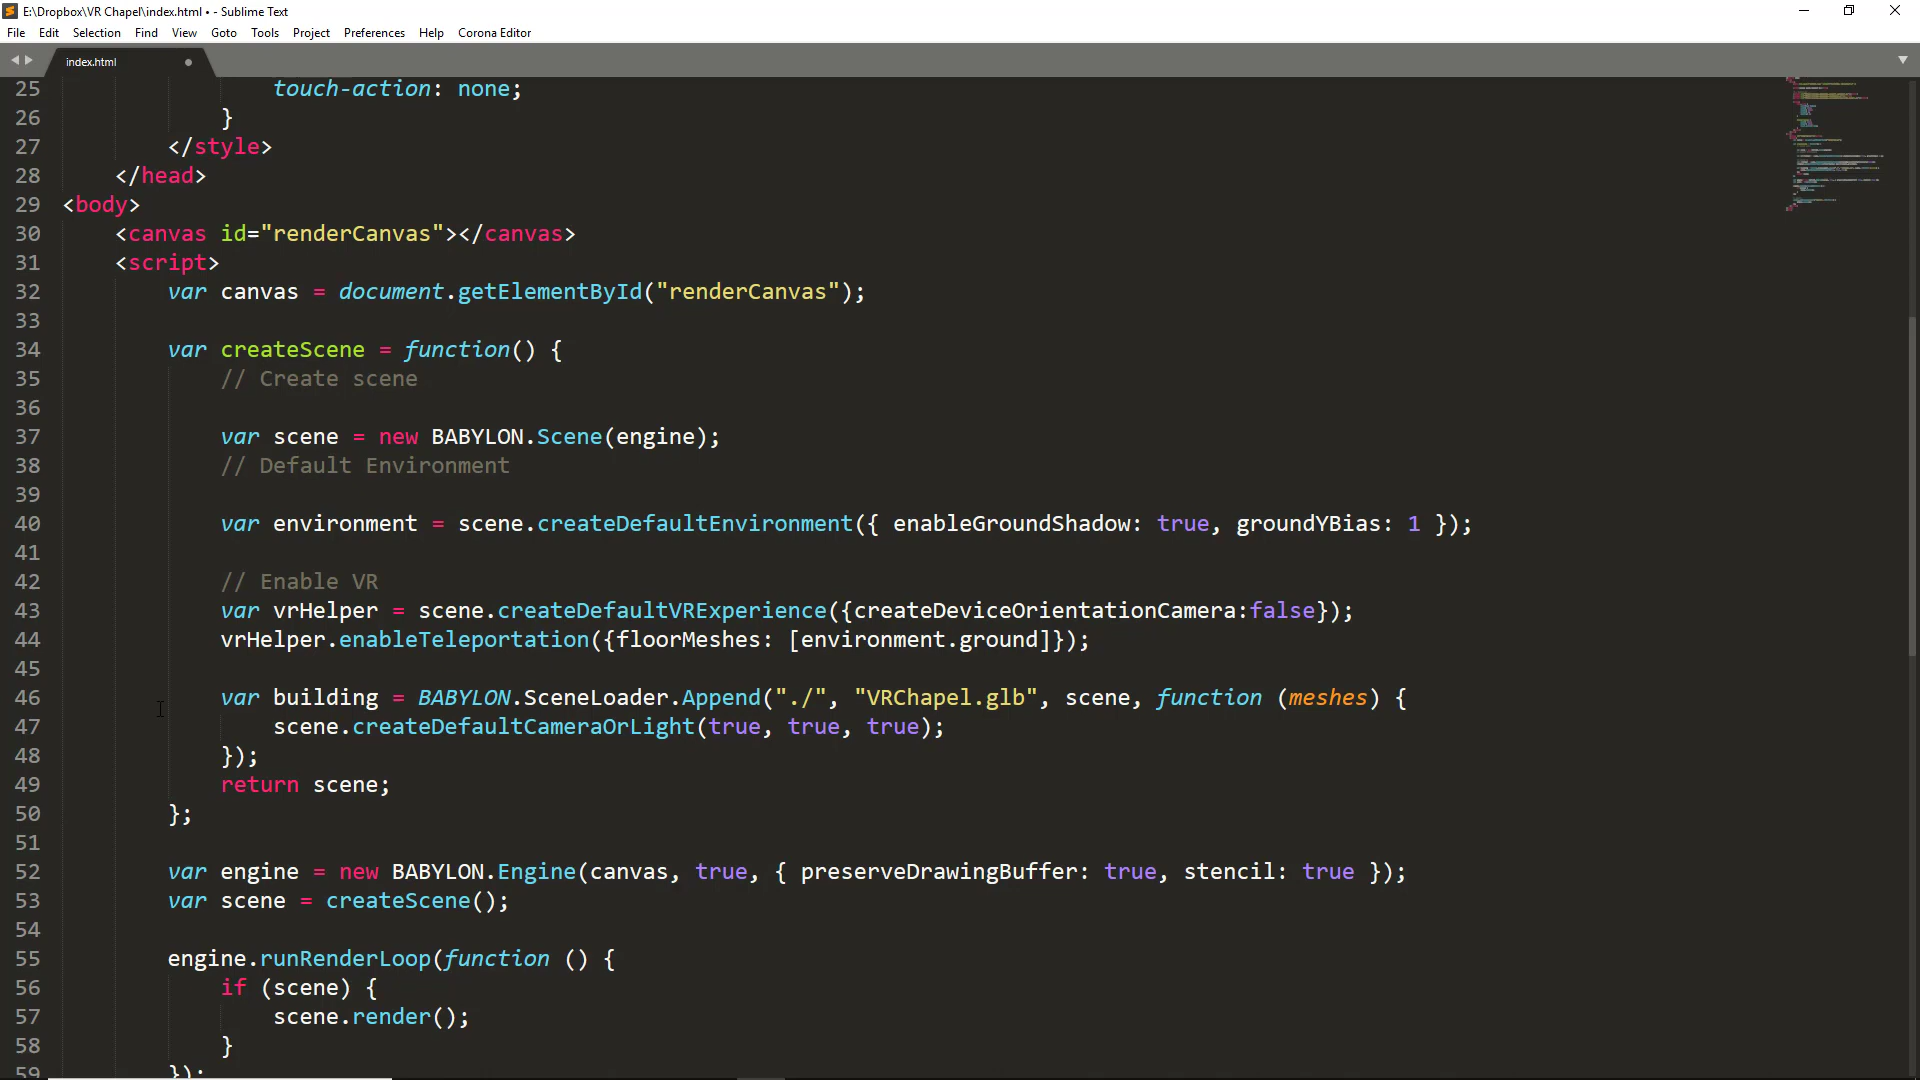 E:\Dropbox\VR Chapel\index.html • - Sublime Text
File Edit Selection Find View Goto Tools Project Preferences Help Corona Editor
index.html
25 touch-action: none;
26 }
27 </style>
28 </head>
29 <body>
30 <canvas id="renderCanvas"></canvas>
31 <script>
32 var canvas = document.getElementById("renderCanvas");
33
34 var createScene = function() {
35 // Create scene
36
37 var scene = new BABYLON.Scene(engine);
38 // Default Environment
39
40 var environment = scene.createDefaultEnvironment({ enableGroundShadow: true, groundYBias: 1 });
41
42 // Enable VR
43 var vrHelper = scene.createDefaultVRExperience({createDeviceOrientationCamera:false});
44 vrHelper.enableTeleportation({floorMeshes: [environment.ground]});
45
46 var building = BABYLON.SceneLoader.Append("./", "VRChapel.glb", scene, function (meshes) {
47 scene.createDefaultCameraOrLight(true, true, true);
48 });
49 return scene;
50 };
51
52 var engine = new BABYLON.Engine(canvas, true, { preserveDrawingBuffer: true, stencil: true });
53 var scene = createScene();
54
55 engine.runRenderLoop(function () {
56 if (scene) {
57 scene.render();
58 }
59 });